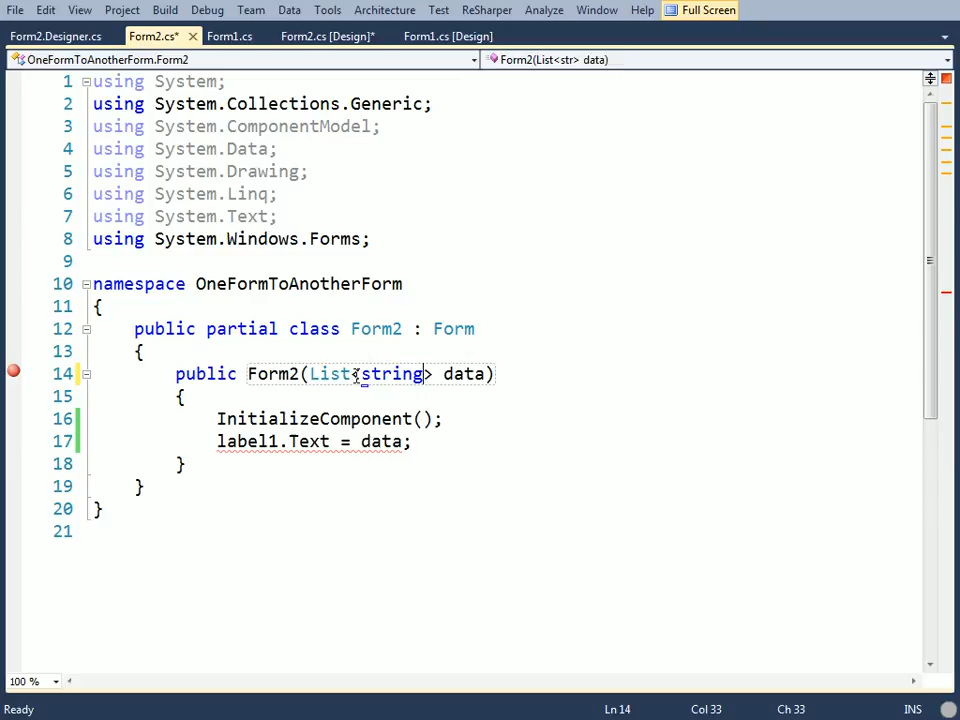 File Edit View Project Build Debug Team Data Tools Architecture Test ReSharper Analyze Window Help Full Screen
Form2.Designer.cs Form2.cs* Form1.cs Form2.cs [Design]* Form1.cs [Design]
OneFormToAnotherForm.Form2 Form2(List<str> data)
1 using System;
2 using System.Collections.Generic;
3 using System.ComponentModel;
4 using System.Data;
5 using System.Drawing;
6 using System.Linq;
7 using System.Text;
8 using System.Windows.Forms;
9
10 namespace OneFormToAnotherForm
11 {
12 public partial class Form2 : Form
13 {
14 public Form2(List<string> data)
15 {
16 InitializeComponent();
17 label1.Text = data;
18 }
19 }
20 }
21
100 %
Ready Ln 14 Col 33 Ch 33 INS